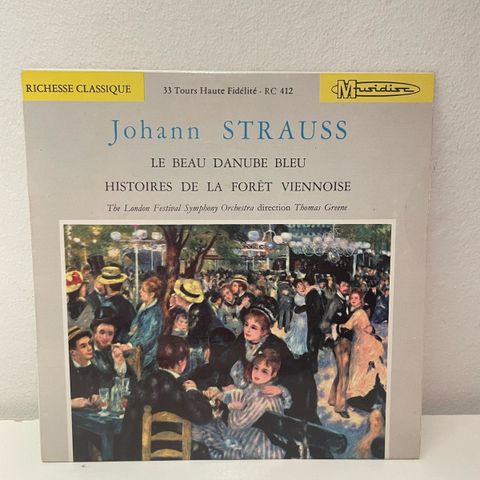 RICHESSE CLASSIQUE
33 Tours Haute Fidélité - RC 412
Musidisc
Johann STRAUSS
LE BEAU DANUBE BLEU
HISTOIRES DE LA FORÊT VIENNOISE
The London Festival Symphony Orchestra direction Thomas Greene